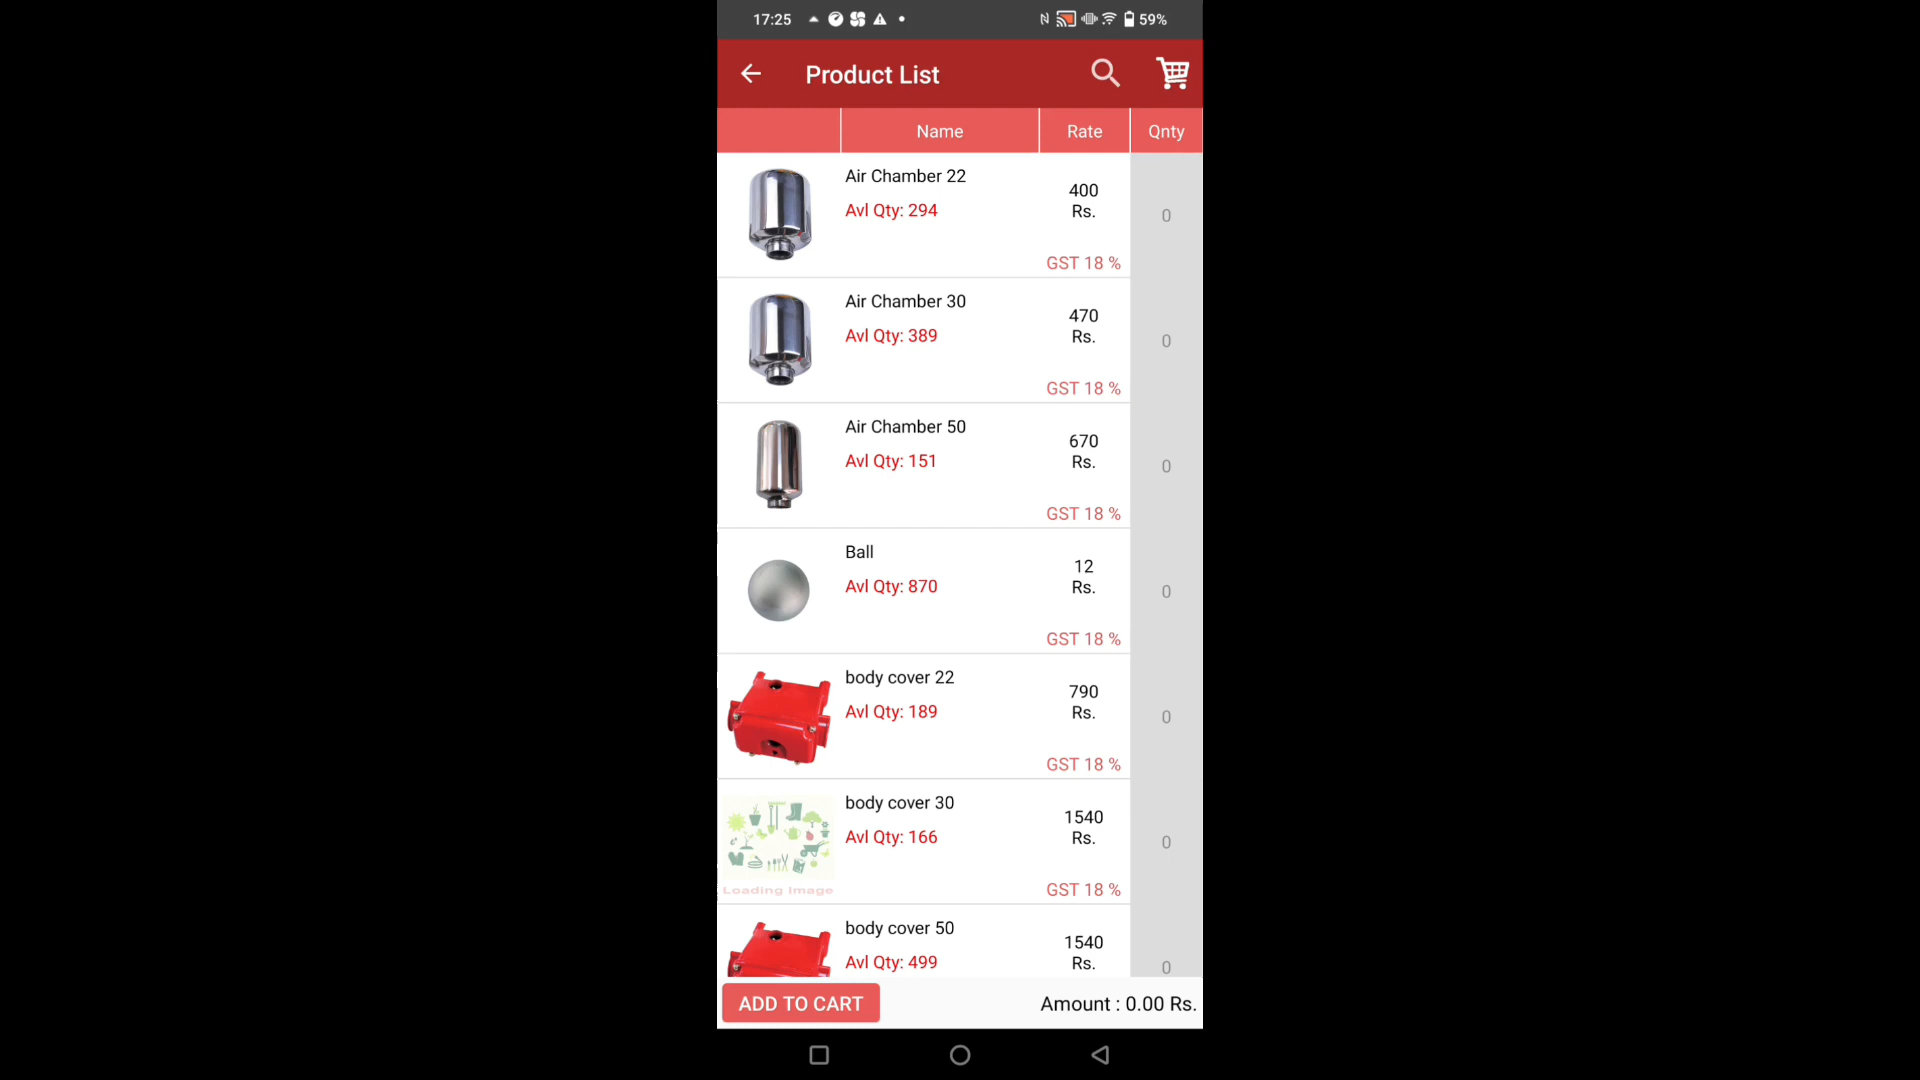 17:25
59%
Product List
Name Rate Qnty
Air Chamber 22
Avl Qty: 294
400
Rs.
GST 18 %
0
Air Chamber 30
Avl Qty: 389
470
Rs.
GST 18 %
0
Air Chamber 50
Avl Qty: 151
670
Rs.
GST 18 %
0
Ball
Avl Qty: 870
12
Rs.
GST 18 %
0
body cover 22
Avl Qty: 189
790
Rs.
GST 18 %
0
Loading Image
body cover 30
Avl Qty: 166
1540
Rs.
GST 18 %
0
body cover 50
Avl Qty: 499
1540
Rs.
0
ADD TO CART
Amount : 0.00 Rs.